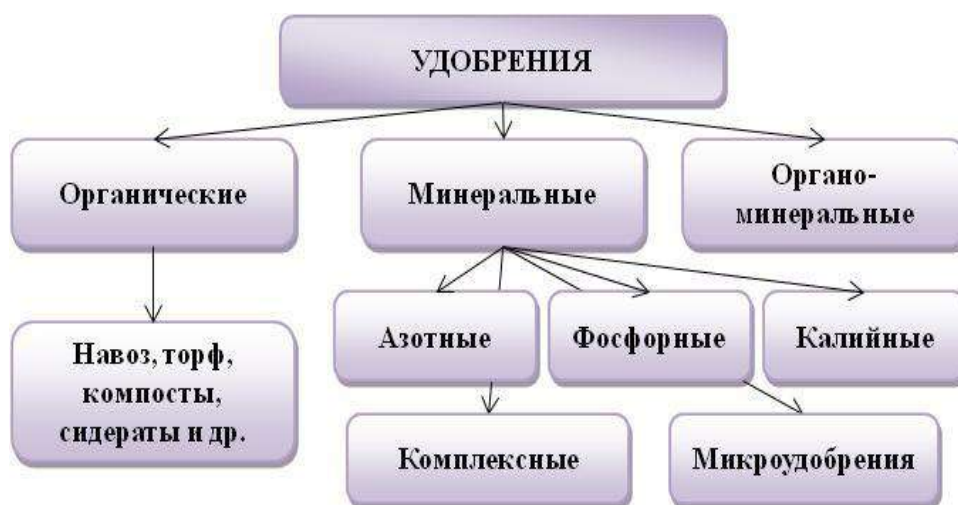 УДОБРЕНИЯ
Органические
Минеральные
Органо-
минеральные
Навоз, торф,
компосты,
сидераты и др.
Азотные
Фосфорные
Калийные
Комплексные
Микроудобрения